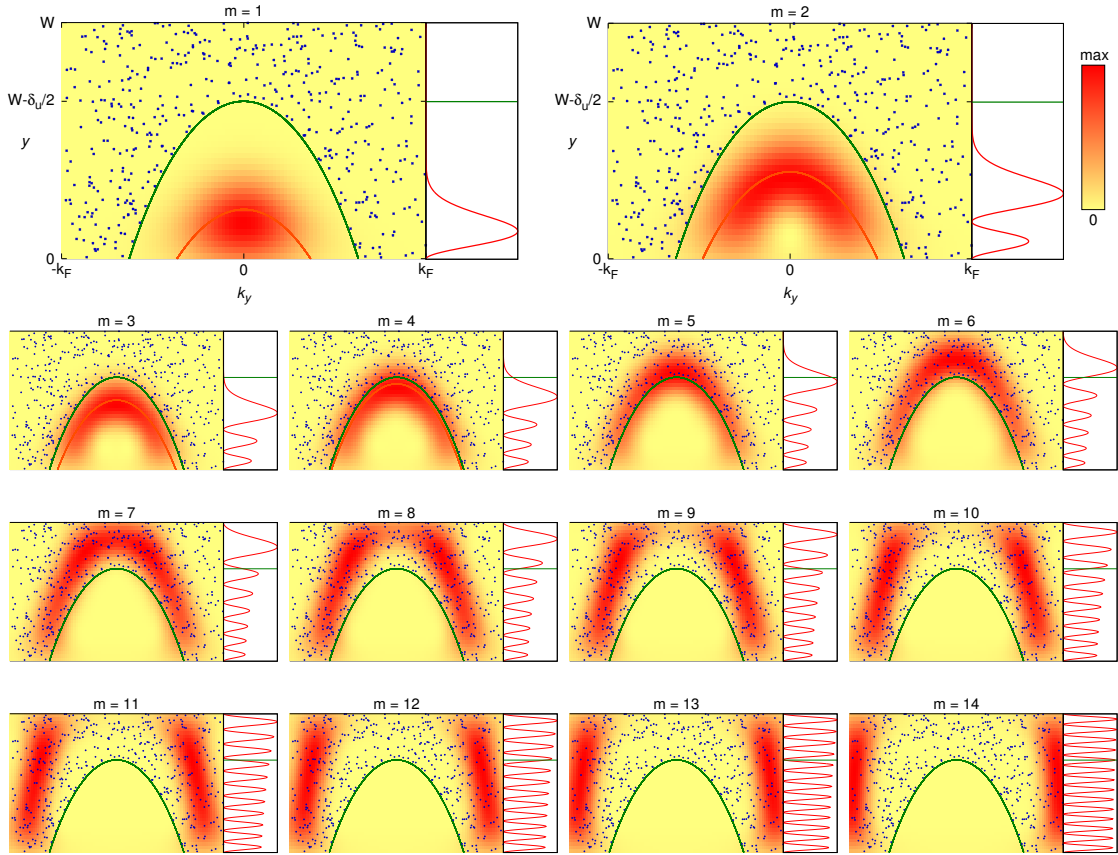 m = 1
m = 2
W
W-δu/2
y
0
-kF
0
kF
ky
W
W-δu/2
y
0
-kF
0
kF
ky
max
0
m = 3
m = 4
m = 5
m = 6
m = 7
m = 8
m = 9
m = 10
m = 11
m = 12
m = 13
m = 14